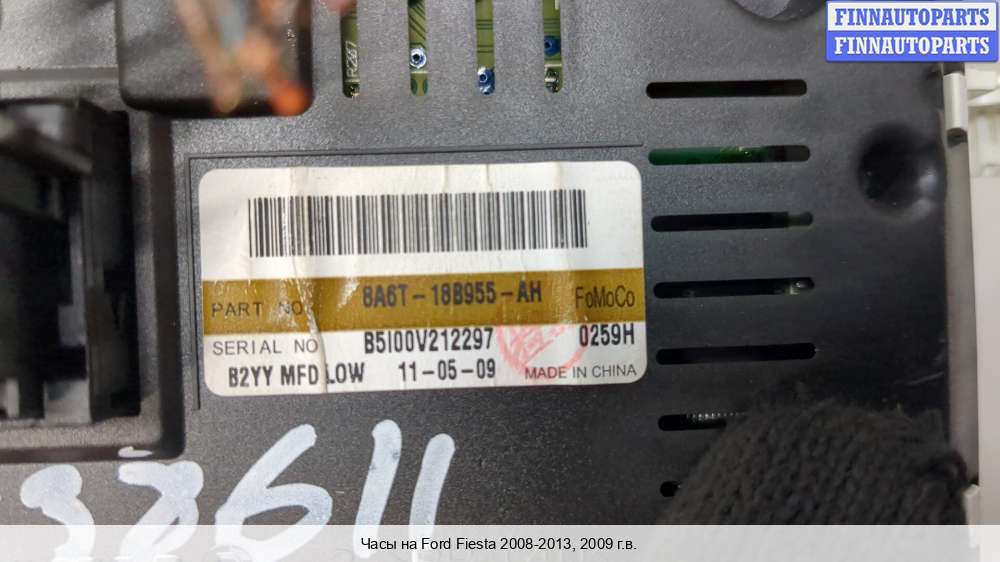 FINNAUTOPARTS
FINNAUTOPARTS
PART NO 8A6T-18B955-AH FoMoCo
SERIAL NO B5I00V212297 0259H
B2YY MFD LOW 11-05-09 MADE IN CHINA
Часы на Ford Fiesta 2008-2013, 2009 г.в.